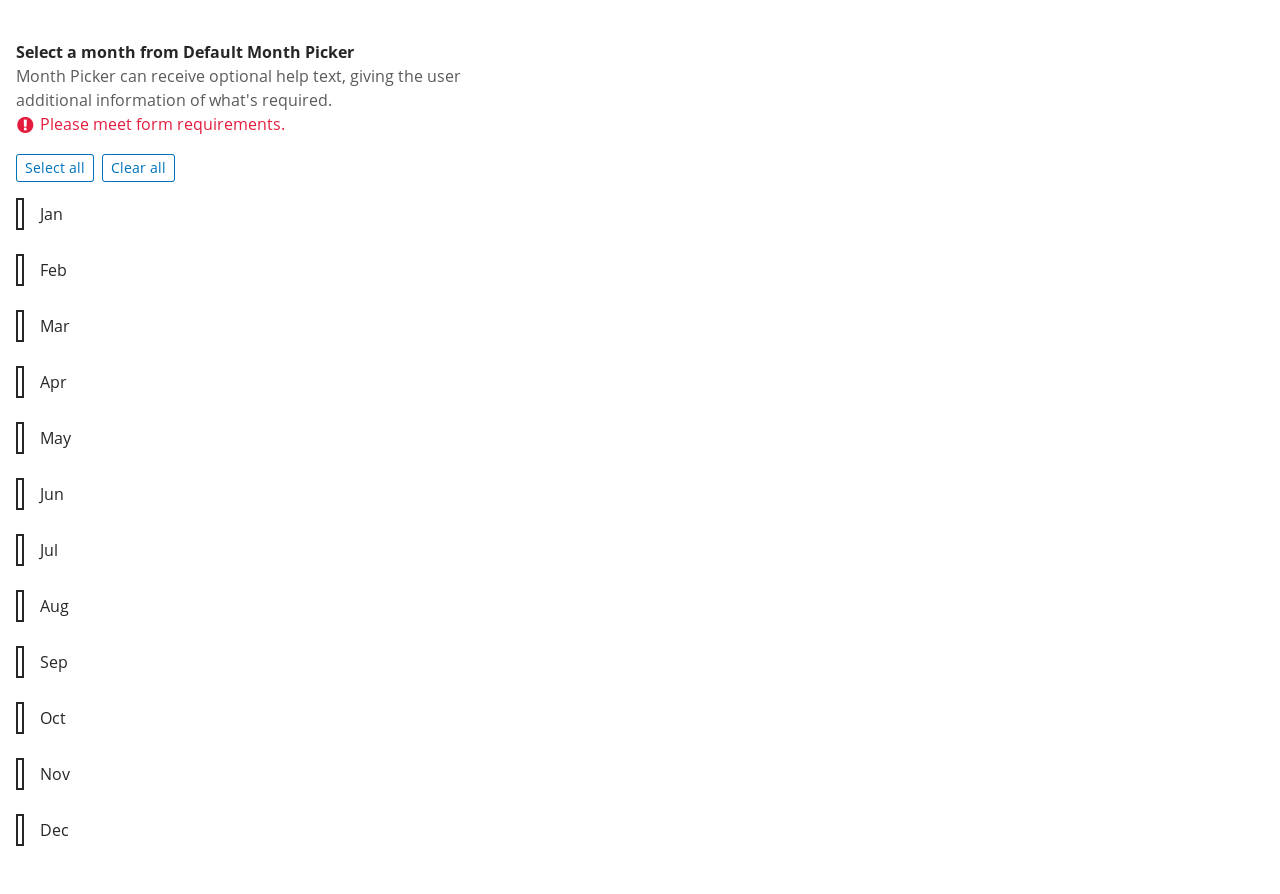 Select a month from Default Month Picker
Month Picker can receive optional help text, giving the user
additional information of what's required.
Please meet form requirements.
Select all Clear all
Jan
Feb
Mar
Apr
May
Jun
Jul
Aug
Sep
Oct
Nov
Dec